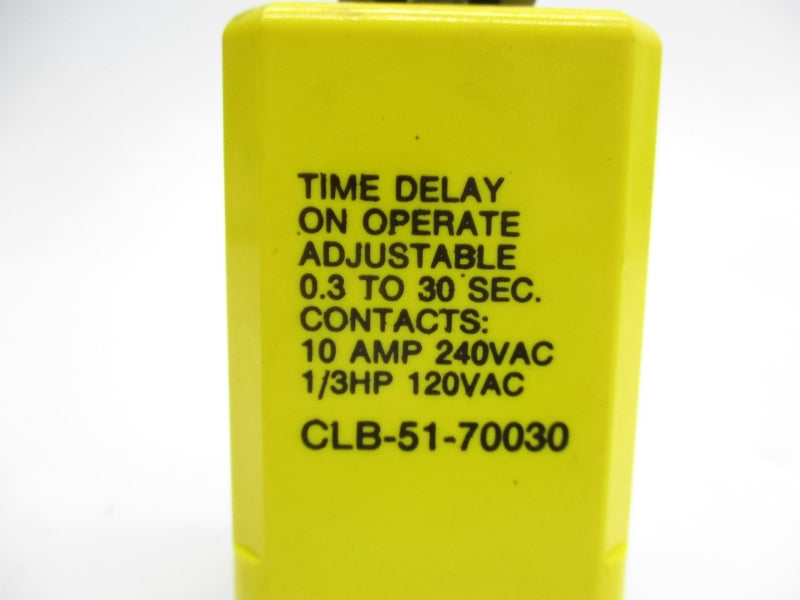 TIME DELAY
ON OPERATE
ADJUSTABLE
0.3 TO 30 SEC.
CONTACTS:
10 AMP 240VAC
1/3HP 120VAC
CLB-51-70030